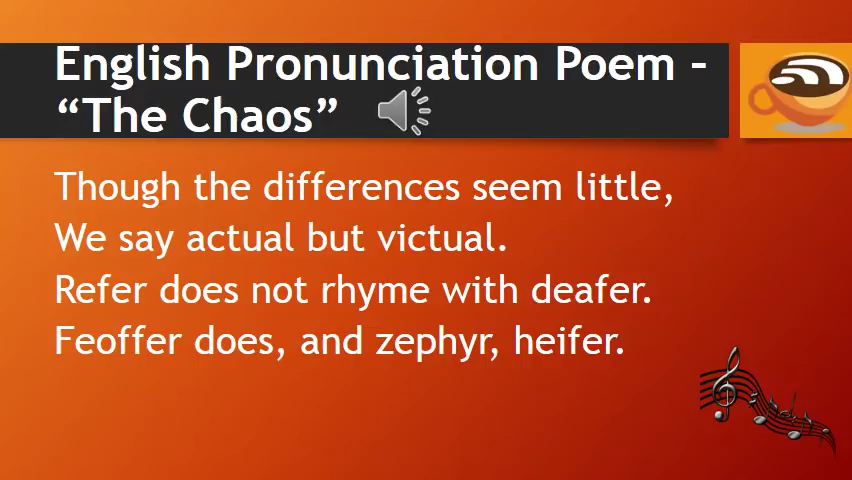 English Pronunciation Poem –
“The Chaos”
Though the differences seem little,
We say actual but victual.
Refer does not rhyme with deafer.
Feoffer does, and zephyr, heifer.